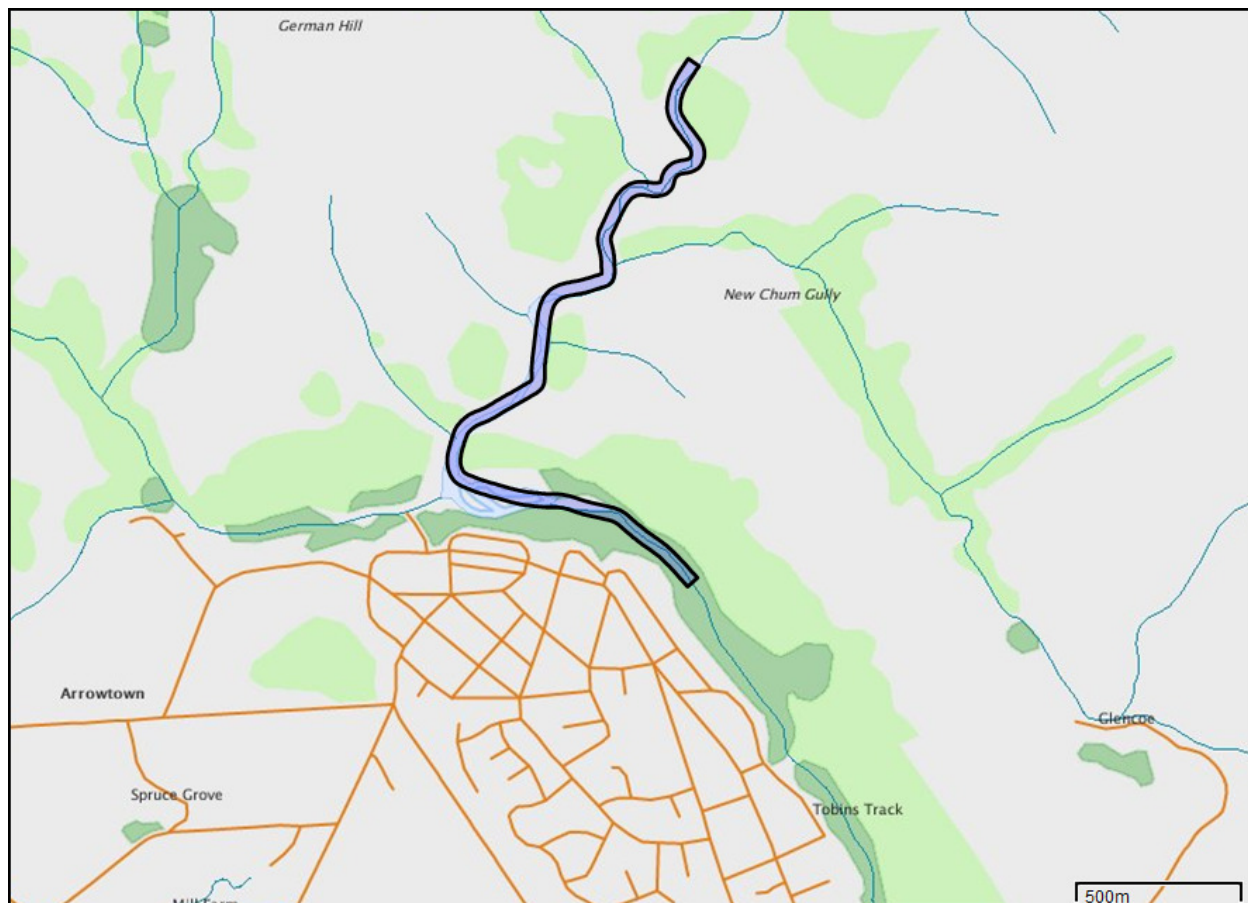 German Hill
New Chum Gully
Arrowtown
Glencoe
Spruce Grove
Tobins Track
500m